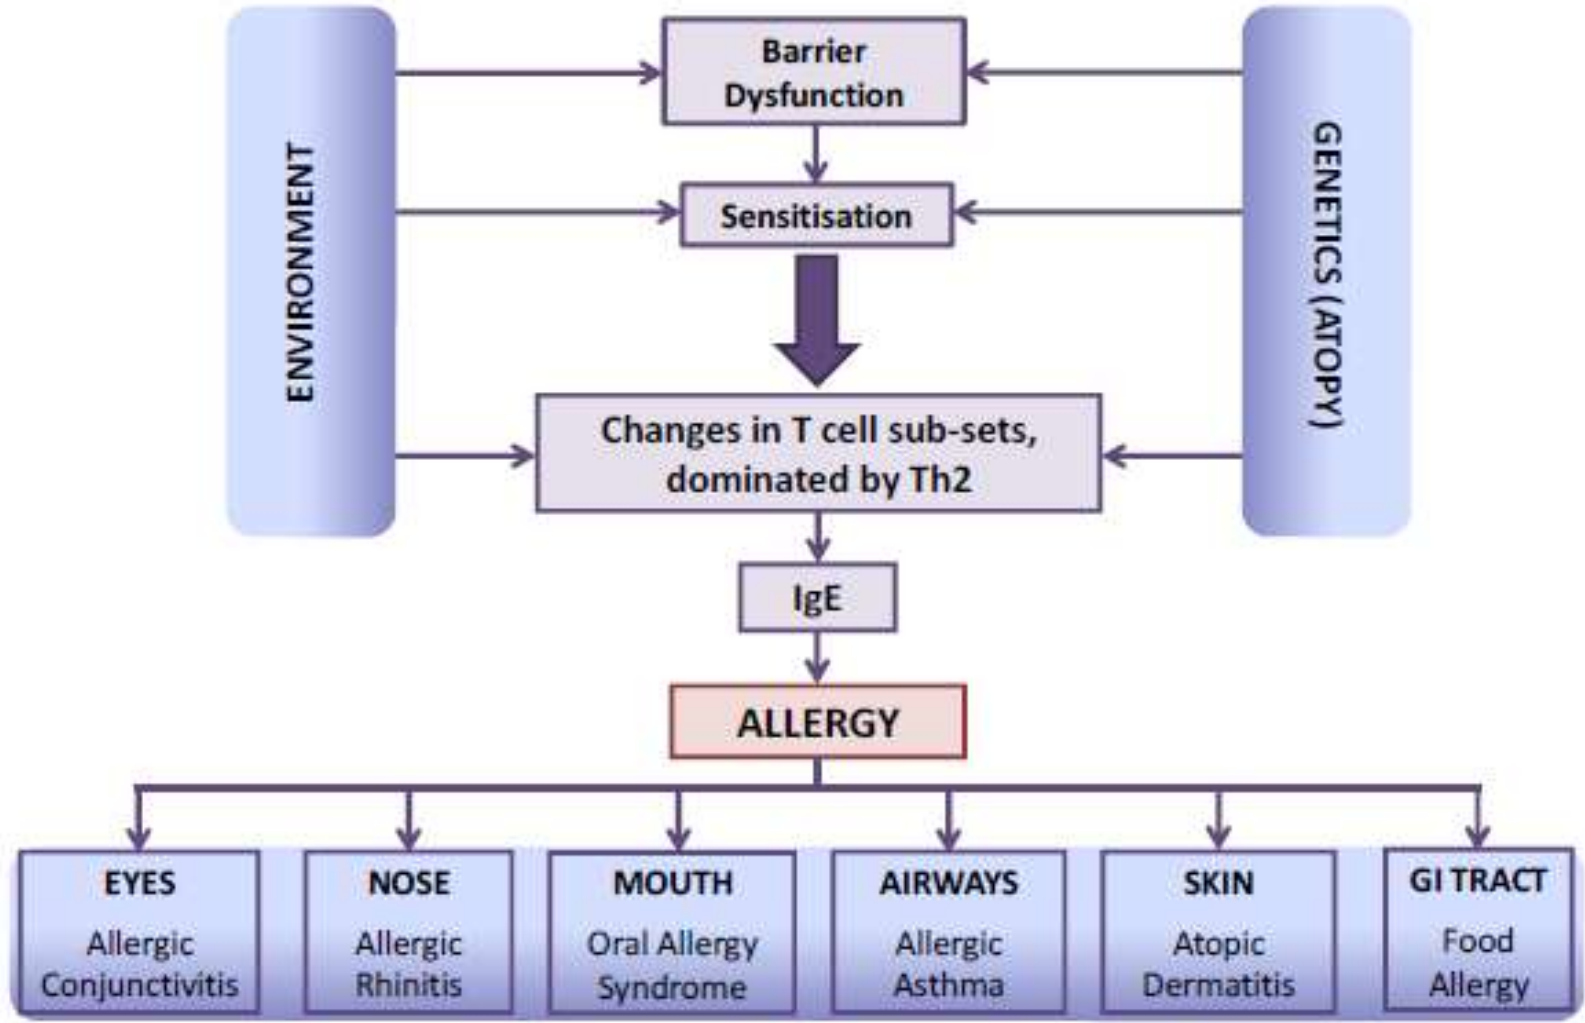 Barrier
Dysfunction
ENVIRONMENT
GENETICS (ATOPY)
Sensitisation
Changes in T cell sub-sets,
dominated by Th2
IgE
ALLERGY
EYES
Allergic
Conjunctivitis
NOSE
Allergic
Rhinitis
MOUTH
Oral Allergy
Syndrome
AIRWAYS
Allergic
Asthma
SKIN
Atopic
Dermatitis
GI TRACT
Food
Allergy